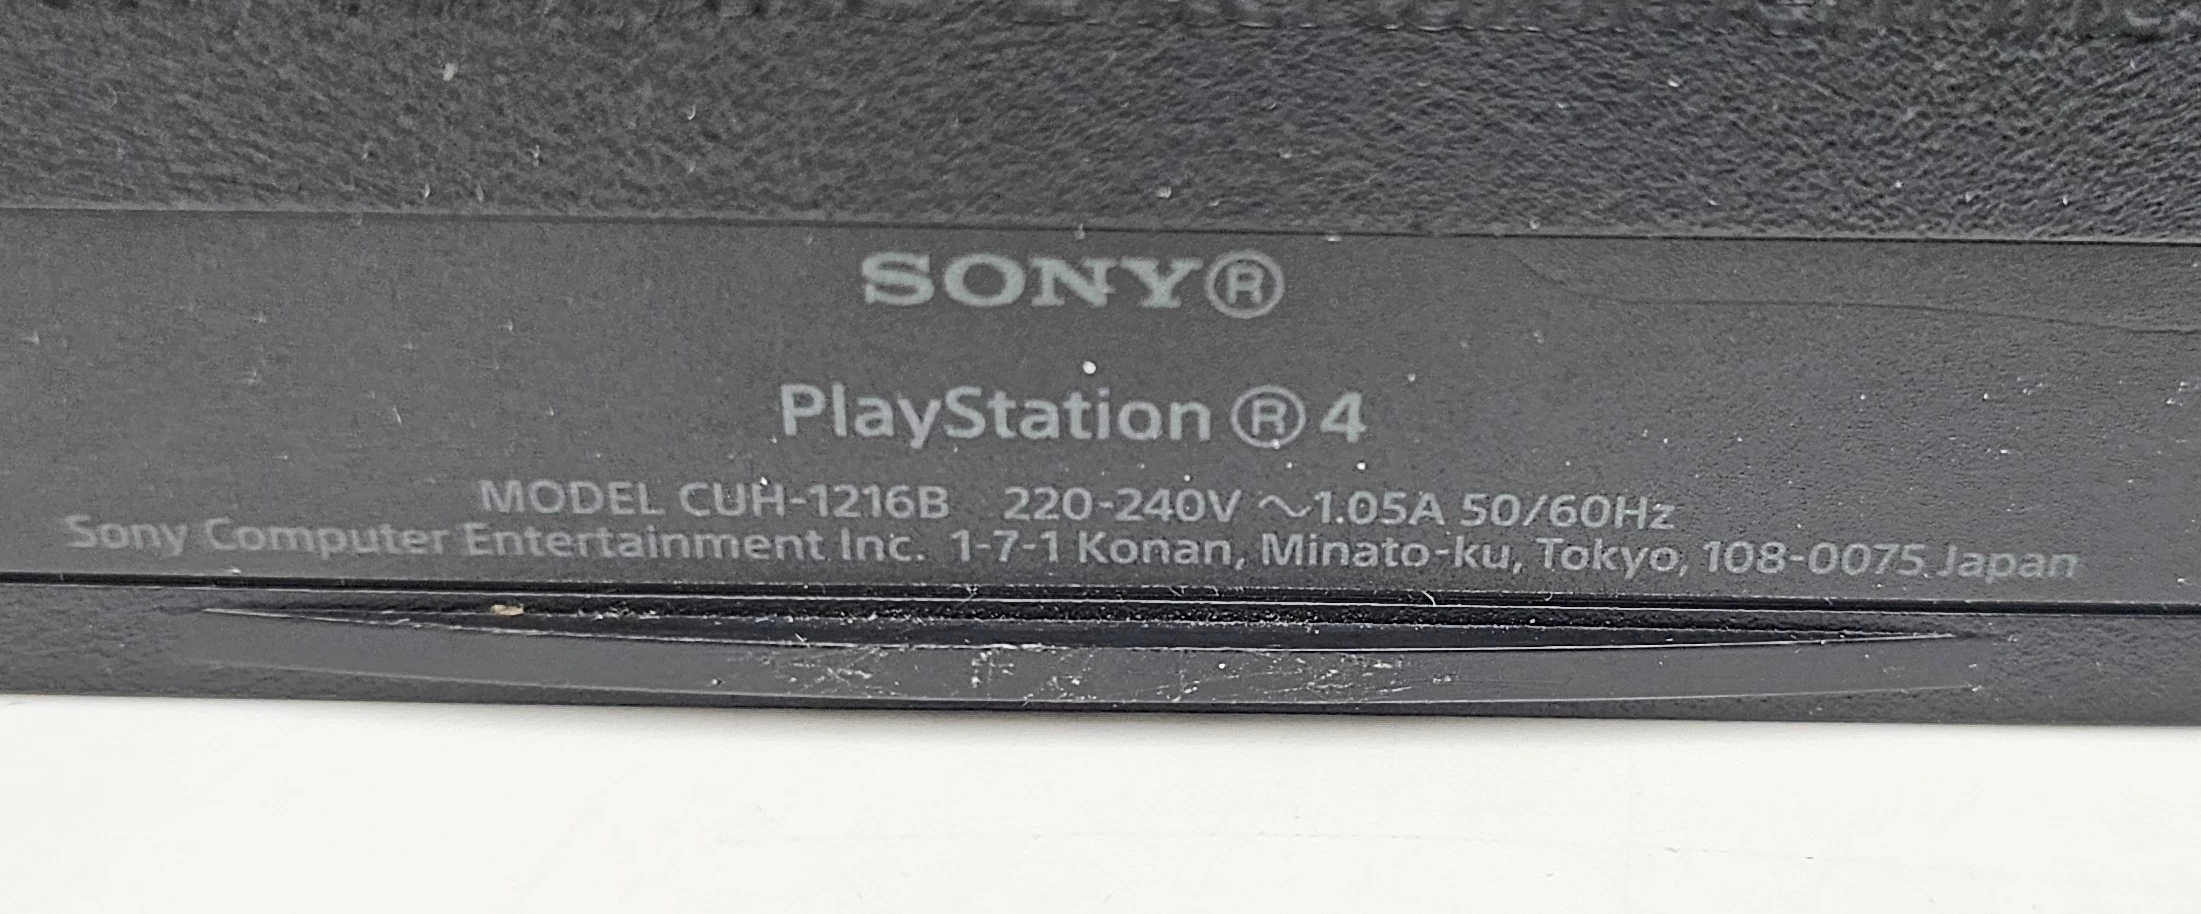 SONY®
PlayStation®4
MODEL CUH-1216B 220-240V ~1.05A 50/60Hz
Sony Computer Entertainment Inc. 1-7-1 Konan, Minato-ku, Tokyo, 108-0075 Japan